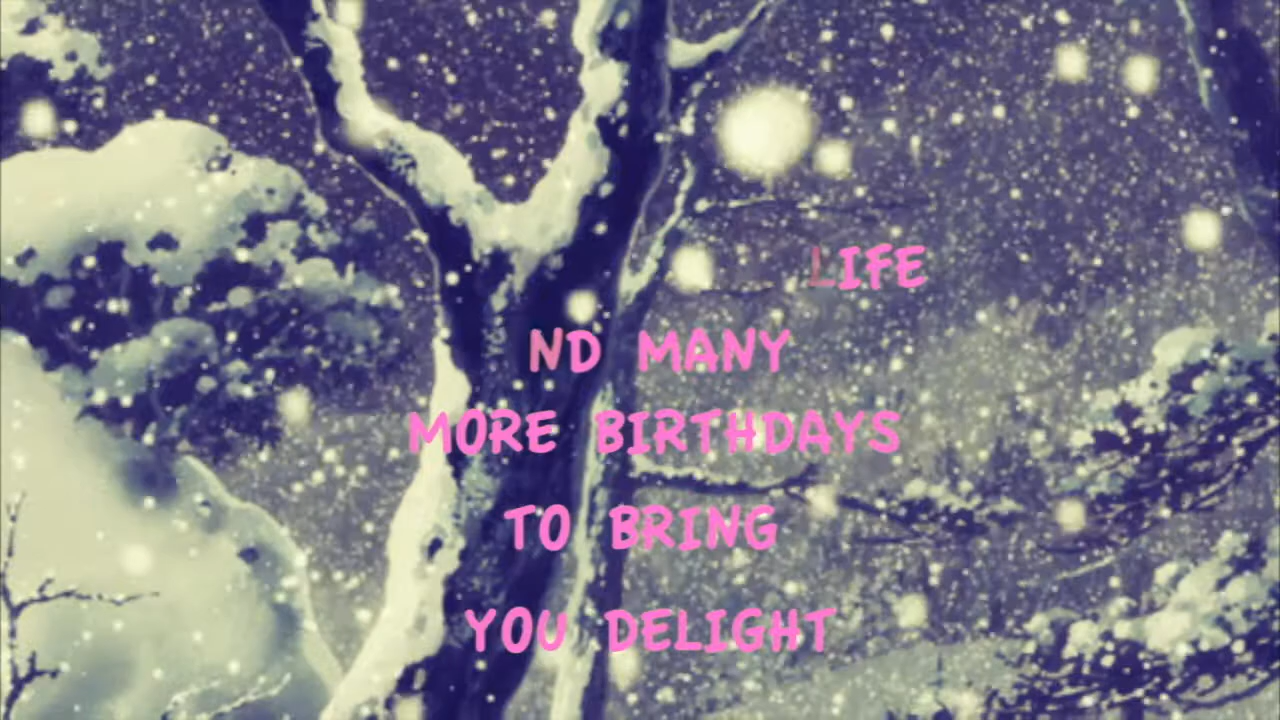 LIFE
ND MANY
MORE BIRTHDAYS
TO BRING
YOU DELIGHT